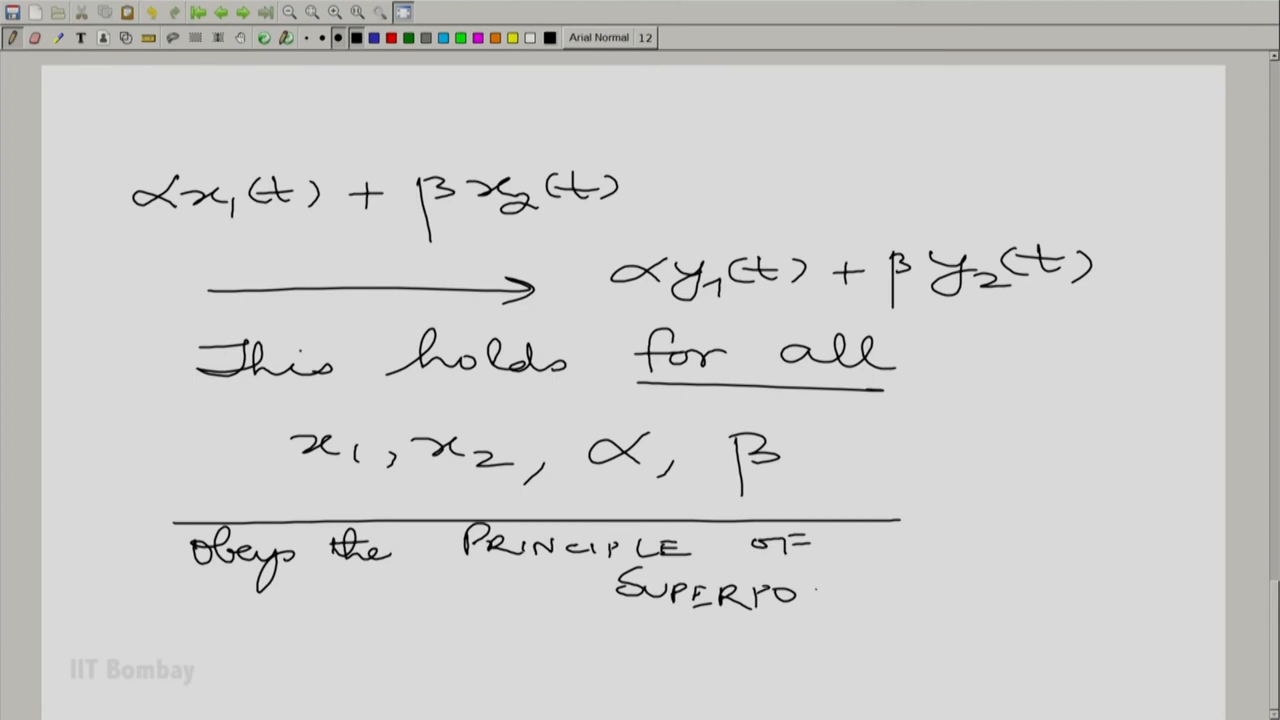 Arial Normal 12
αx₁(t) + βx₂(t)
⟶ αy₁(t) + βy₂(t)
This holds for all
x₁, x₂, α, β
obeys the PRINCIPLE OF
SUPERPO
IIT Bombay